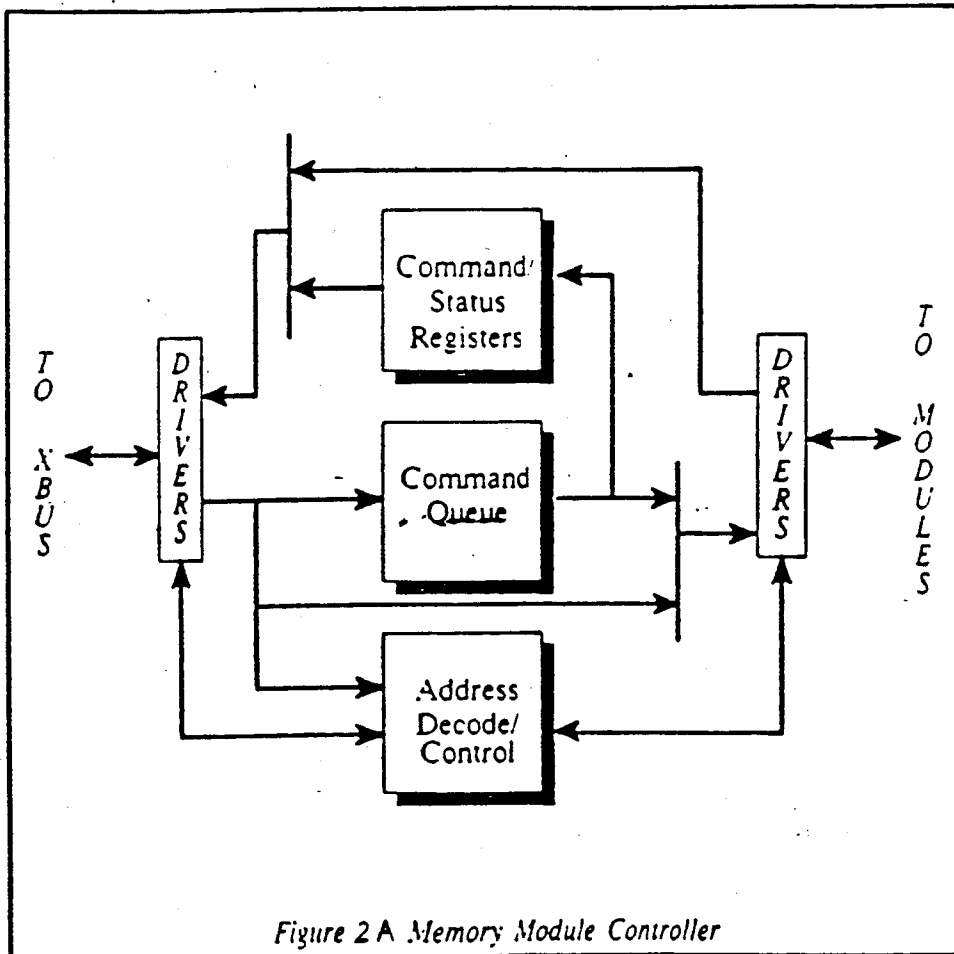 Command/
Status
Registers
TO XBUS
DRIVERS
Command
Queue
DRIVERS
TO MODULES
Address
Decode/
Control
Figure 2 A Memory Module Controller